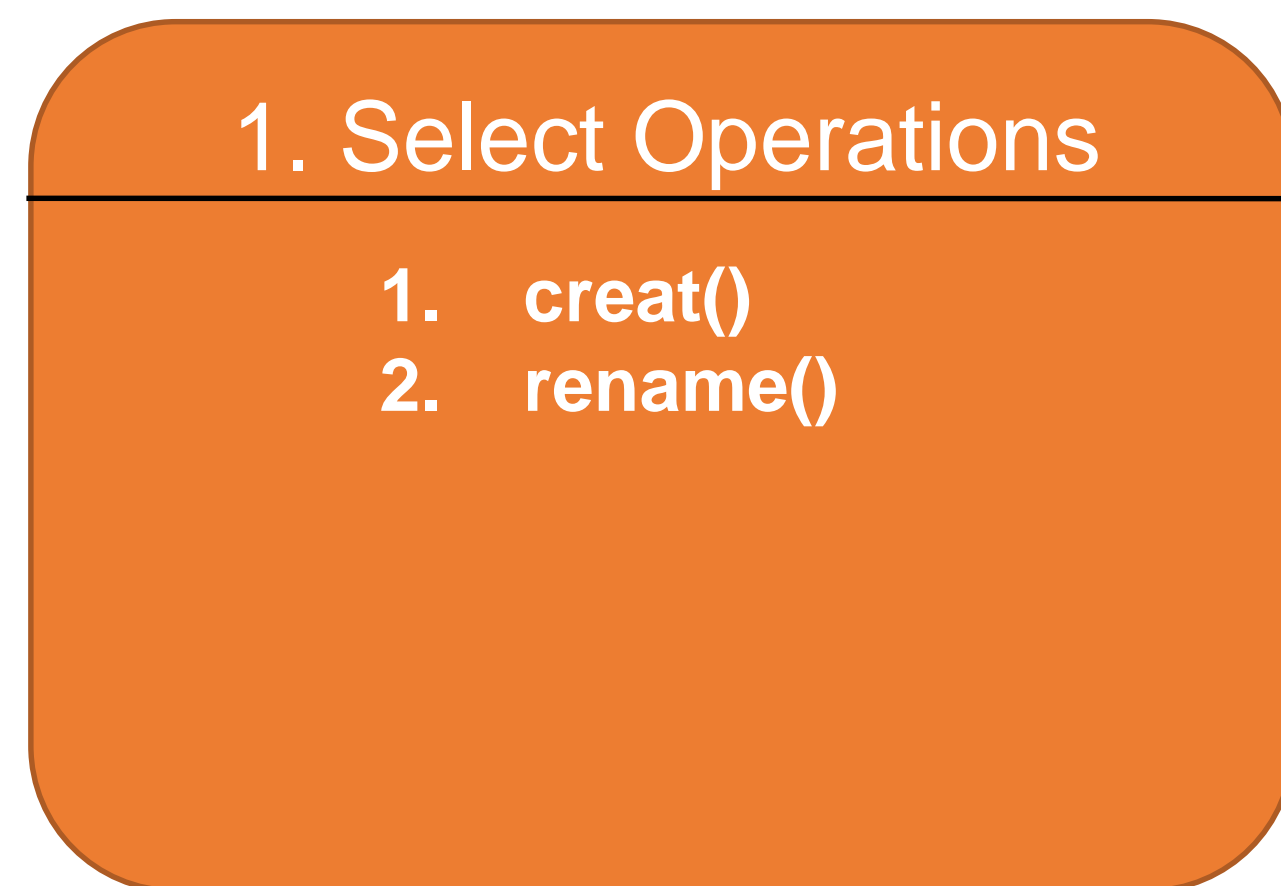 1. Select Operations
1. creat()
2. rename()